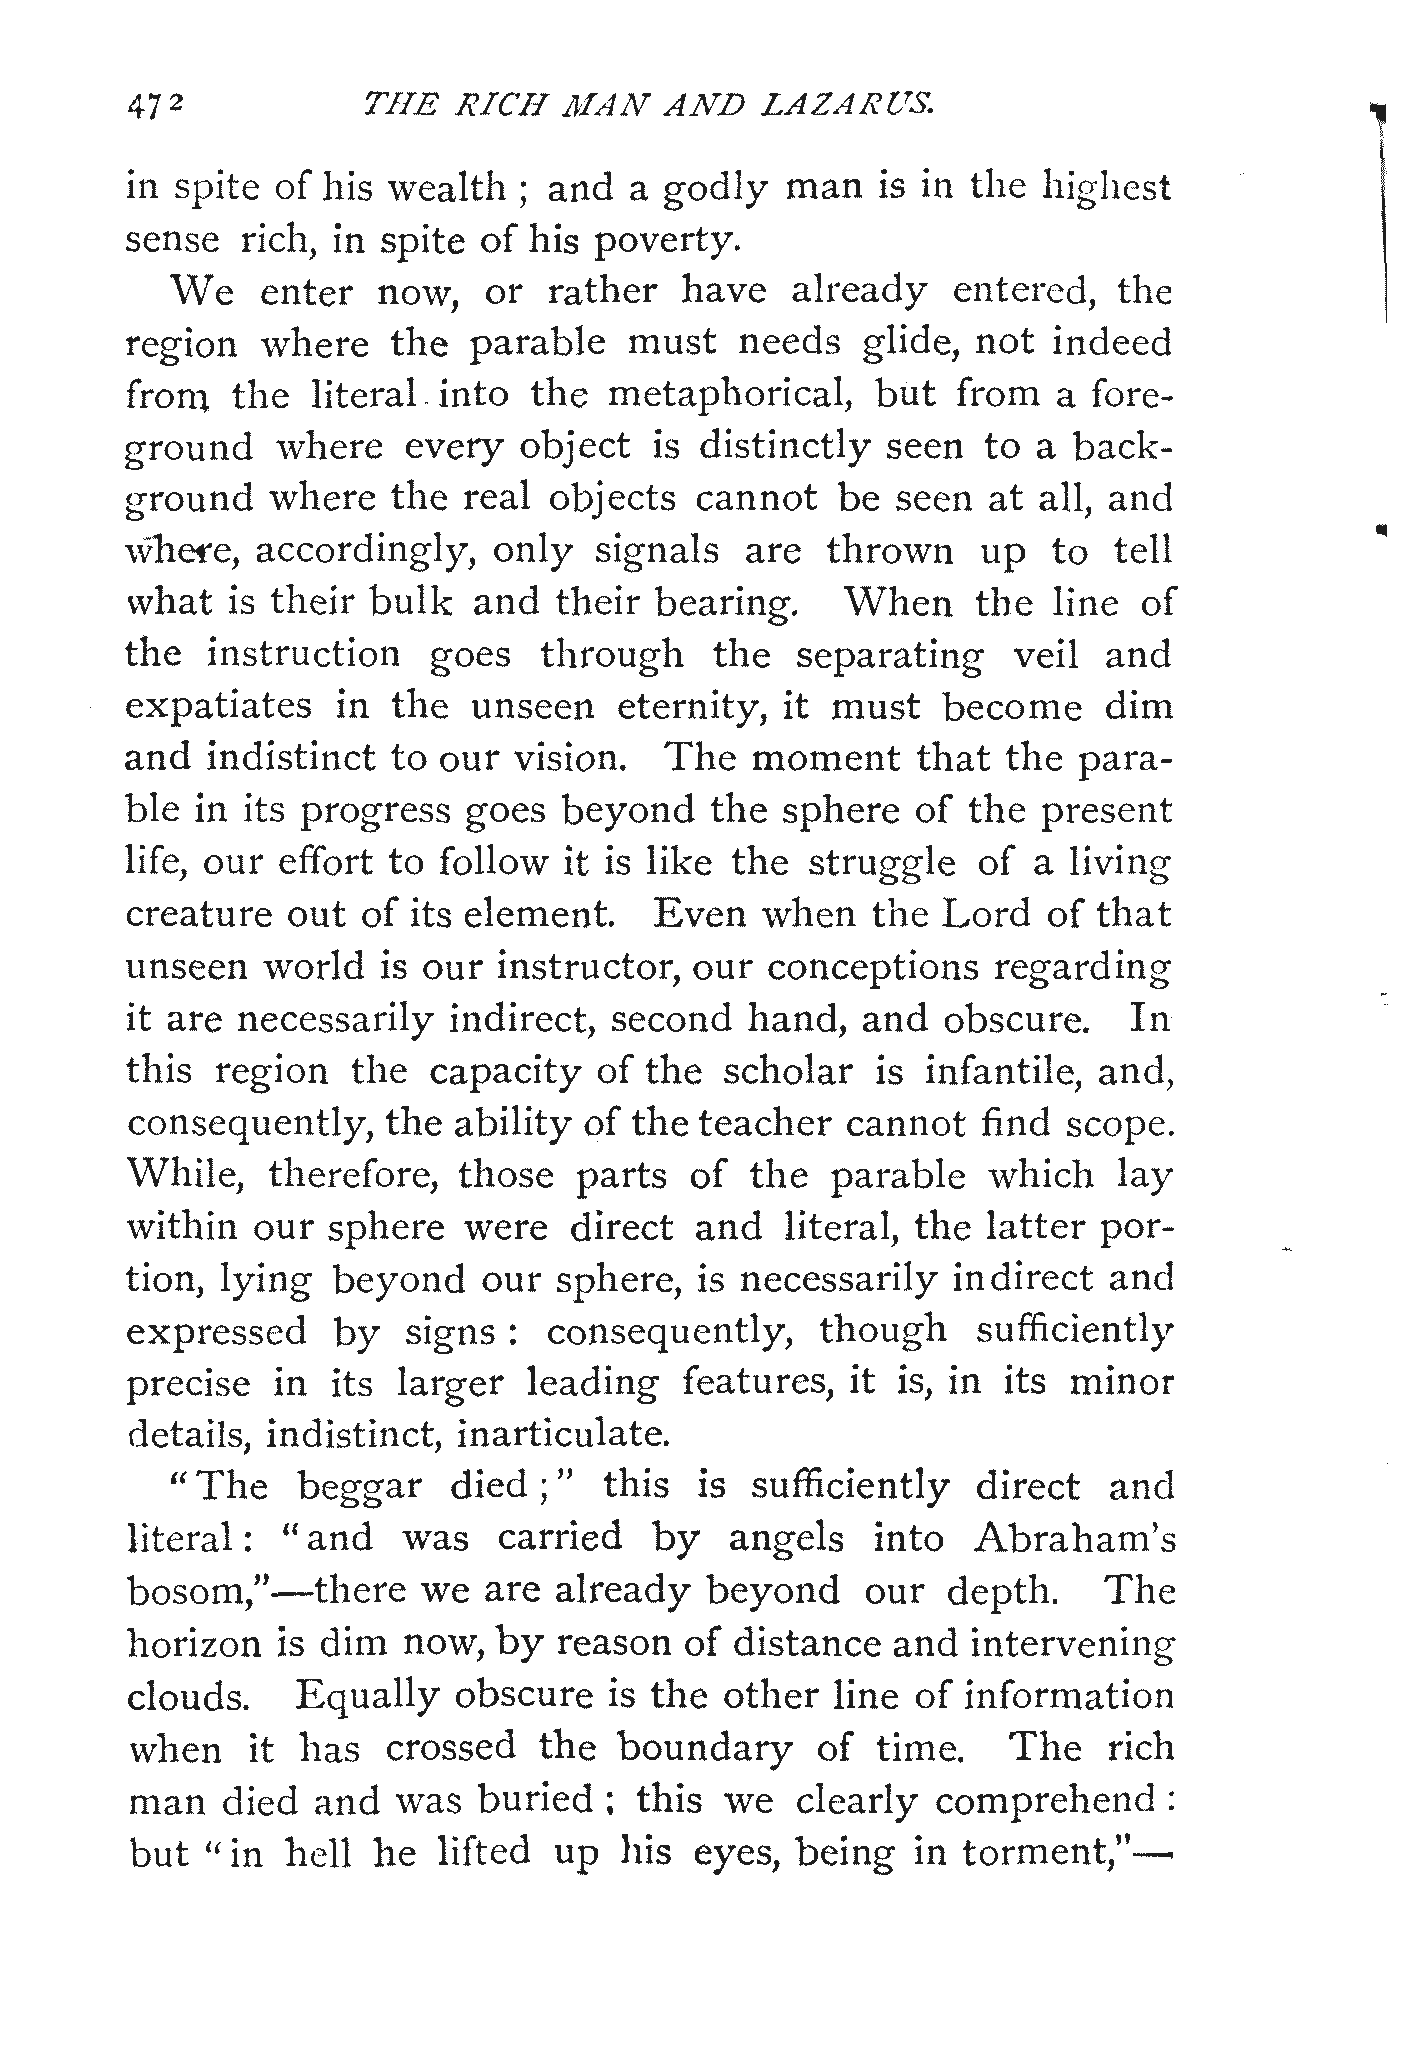 472 THE RICH MAN AND LAZARUS.
in spite of his wealth ; and a godly man is in the highest
sense rich, in spite of his poverty.
We enter now, or rather have already entered, the
region where the parable must needs glide, not indeed
from the literal into the metaphorical, but from a fore-
ground where every object is distinctly seen to a back-
ground where the real objects cannot be seen at all, and
where, accordingly, only signals are thrown up to tell
what is their bulk and their bearing. When the line of
the instruction goes through the separating veil and
expatiates in the unseen eternity, it must become dim
and indistinct to our vision. The moment that the para-
ble in its progress goes beyond the sphere of the present
life, our effort to follow it is like the struggle of a living
creature out of its element. Even when the Lord of that
unseen world is our instructor, our conceptions regarding
it are necessarily indirect, second hand, and obscure. In
this region the capacity of the scholar is infantile, and,
consequently, the ability of the teacher cannot find scope.
While, therefore, those parts of the parable which lay
within our sphere were direct and literal, the latter por-
tion, lying beyond our sphere, is necessarily indirect and
expressed by signs : consequently, though sufficiently
precise in its larger leading features, it is, in its minor
details, indistinct, inarticulate.
"The beggar died ;" this is sufficiently direct and
literal : "and was carried by angels into Abraham's
bosom,"—there we are already beyond our depth. The
horizon is dim now, by reason of distance and intervening
clouds. Equally obscure is the other line of information
when it has crossed the boundary of time. The rich
man died and was buried ; this we clearly comprehend :
but "in hell he lifted up his eyes, being in torment,"—